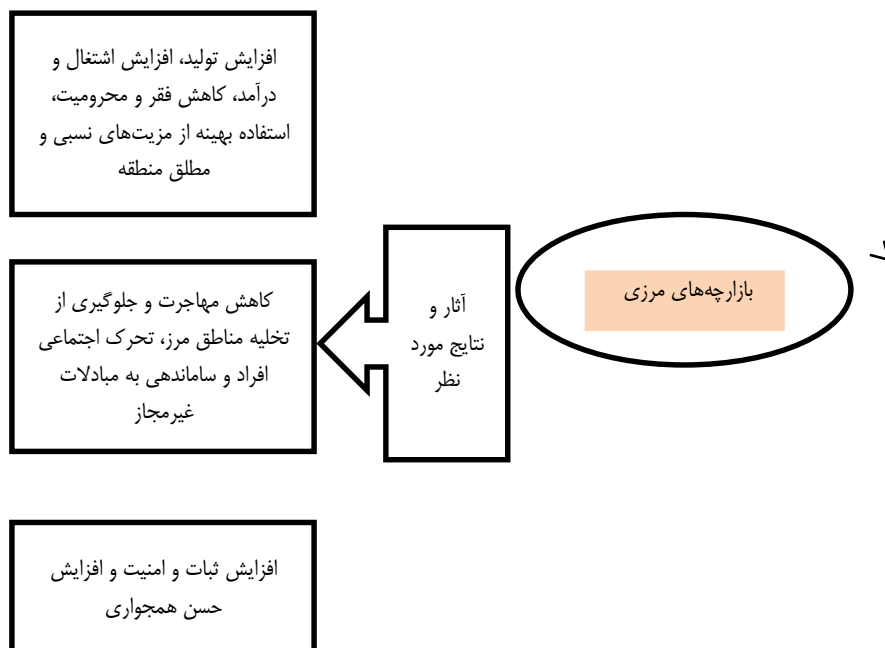 بازارچه‌های مرزی
آثار و
نتایج مورد
نظر
افزایش تولید، افزایش اشتغال و
درآمد، کاهش فقر و محرومیت،
استفاده بهینه از مزیت‌های نسبی و
مطلق منطقه
کاهش مهاجرت و جلوگیری از
تخلیه مناطق مرز، تحرک اجتماعی
افراد و ساماندهی به مبادلات
غیرمجاز
افزایش ثبات و امنیت و افزایش
حسن همجواری